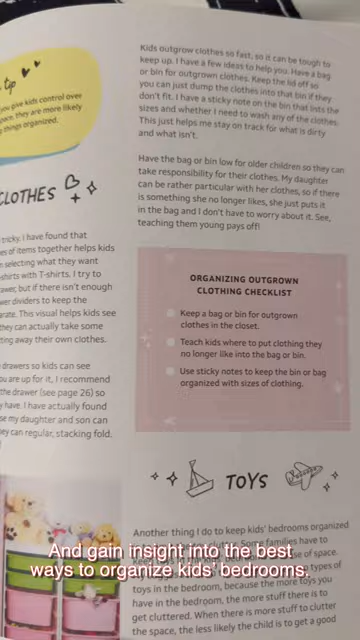 tip
you give kids control over
space, they are more likely
things organized.
CLOTHES
tricky. I have found that
of items together helps kids
selecting what they want
shirts with T-shirts. I try to
but if there isn't enough
dividers to keep the
This visual helps kids see
they can actually take some
ting away their own clothes.
drawers so kids can see
you are up for it, I recommend
the drawer (see page 26) so
have. I have actually found
my daughter and son can
they can regular, stacking fold.
Kids outgrow clothes so fast, so it can be tough to
keep up. I have a few ideas to help you. Have a bag
or bin for outgrown clothes. Keep the lid off so
you can just dump the clothes into that bin if they
don't fit. I have a sticky note on the bin that lists the
sizes and whether I need to wash any of the clothes.
This just helps me stay on track for what is dirty
and what isn't.
Have the bag or bin low for older children so they can
take responsibility for their clothes. My daughter
can be rather particular with her clothes, so if there
is something she no longer likes, she just puts it
in the bag and I don't have to worry about it. See,
teaching them young pays off!
ORGANIZING OUTGROWN
CLOTHING CHECKLIST
Keep a bag or bin for outgrown
clothes in the closet.
Teach kids where to put clothing they
no longer like into the bag or bin.
Use sticky notes to keep the bin or bag
organized with sizes of clothing.
TOYS
Another thing I do to keep kids' bedrooms organized
Some families have to
of space.
types of
toys in the bedroom, because the more toys you
have in the bedroom, the more stuff there is to
get cluttered. When there is more stuff to clutter
the space, the less likely the child is to get a good
And gain insight into the best
ways to organize kids' bedrooms.